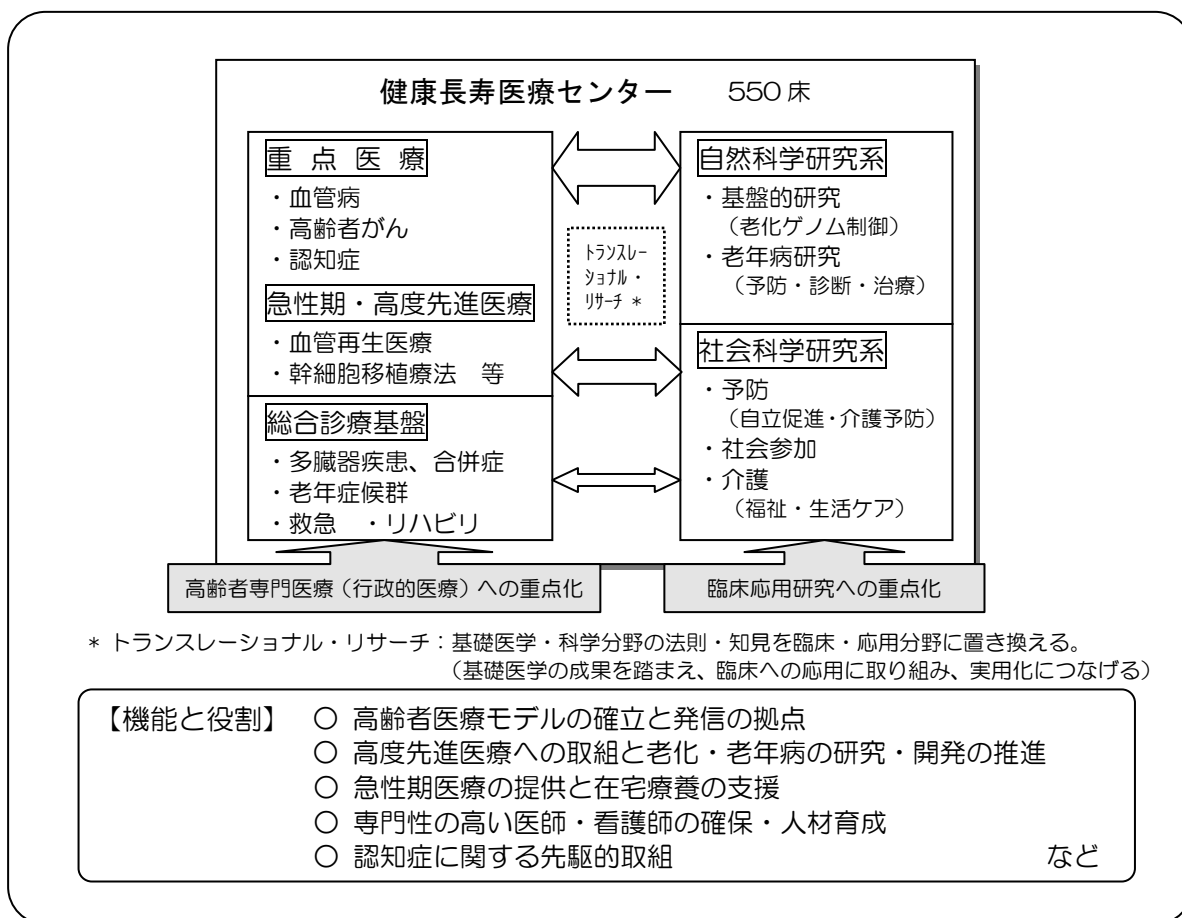 健康長寿医療センター　　550 床
重 点 医 療
・血管病
・高齢者がん
・認知症
急性期・高度先進医療
・血管再生医療
・幹細胞移植療法　等
総合診療基盤
・多臓器疾患、合併症
・老年症候群
・救急　・リハビリ
ﾄﾗﾝｽﾚｰ
ｼｮﾅﾙ・
ﾘｻｰﾁ *
自然科学研究系
・基盤的研究
（老化ゲノム制御）
・老年病研究
（予防・診断・治療）
社会科学研究系
・予防
（自立促進・介護予防）
・社会参加
・介護
（福祉・生活ケア）
高齢者専門医療（行政的医療）への重点化
臨床応用研究への重点化
* トランスレーショナル・リサーチ：基礎医学・科学分野の法則・知見を臨床・応用分野に置き換える。
（基礎医学の成果を踏まえ、臨床への応用に取り組み、実用化につなげる）
【機能と役割】　○ 高齢者医療モデルの確立と発信の拠点
○ 高度先進医療への取組と老化・老年病の研究・開発の推進
○ 急性期医療の提供と在宅療養の支援
○ 専門性の高い医師・看護師の確保・人材育成
○ 認知症に関する先駆的取組　　　など